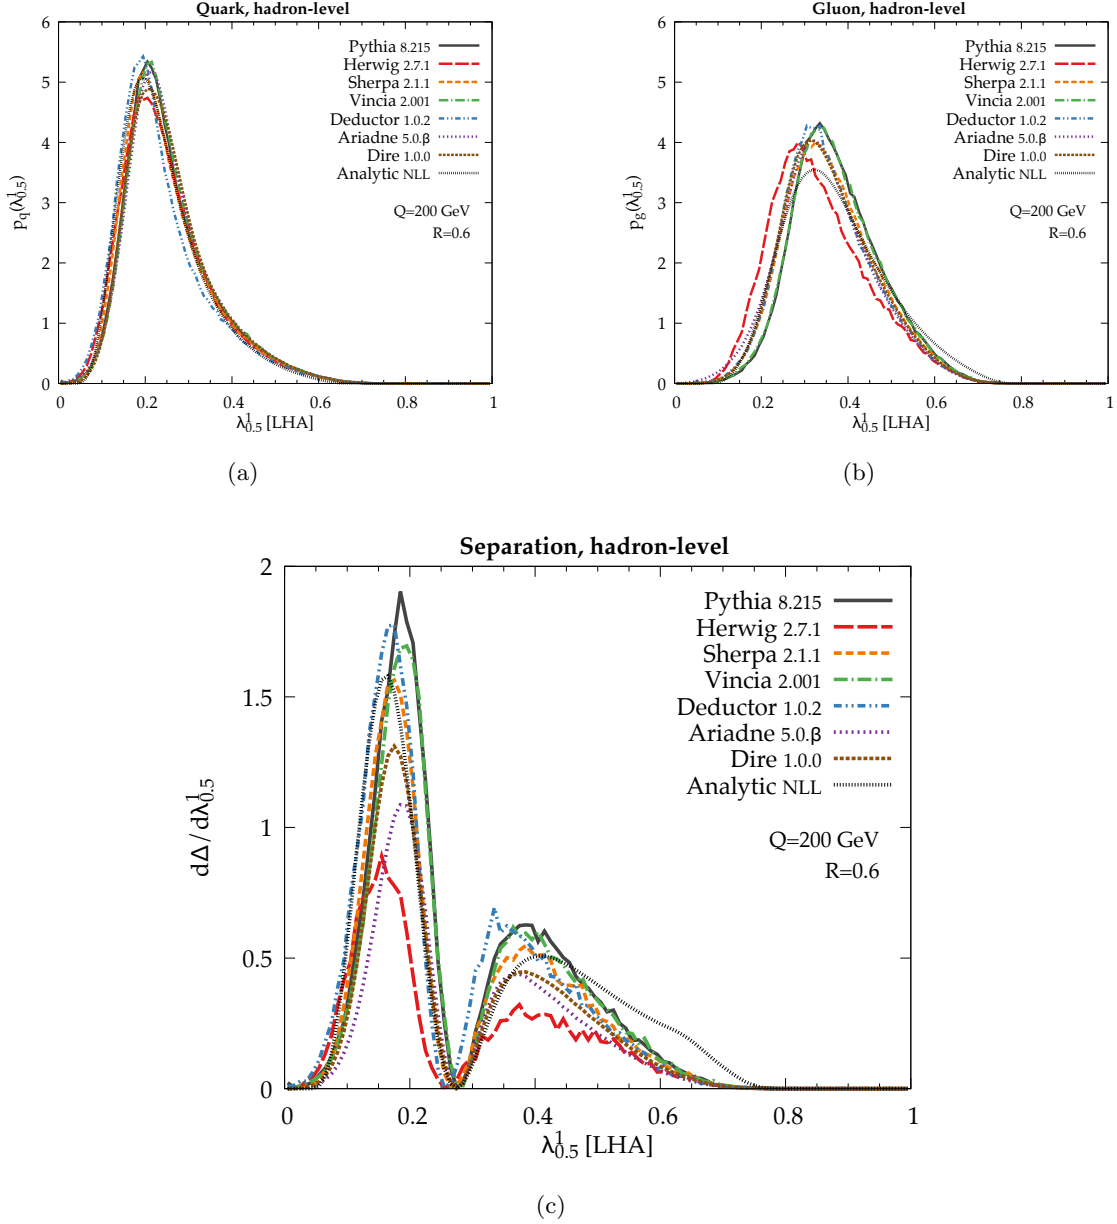 Quark, hadron-level
p_q(λ^1_0.5)
6
5
4
3
2
1
0
Pythia 8.215
Herwig 2.7.1
Sherpa 2.1.1
Vincia 2.001
Deductor 1.0.2
Ariadne 5.0.β
Dire 1.0.0
Analytic NLL
Q=200 GeV
R=0.6
0 0.2 0.4 0.6 0.8 1
λ^1_0.5 [LHA]
(a)
Gluon, hadron-level
p_g(λ^1_0.5)
6
5
4
3
2
1
0
Pythia 8.215
Herwig 2.7.1
Sherpa 2.1.1
Vincia 2.001
Deductor 1.0.2
Ariadne 5.0.β
Dire 1.0.0
Analytic NLL
Q=200 GeV
R=0.6
0 0.2 0.4 0.6 0.8 1
λ^1_0.5 [LHA]
(b)
Separation, hadron-level
dΔ/dλ^1_0.5
2
1.5
1
0.5
0
Pythia 8.215
Herwig 2.7.1
Sherpa 2.1.1
Vincia 2.001
Deductor 1.0.2
Ariadne 5.0.β
Dire 1.0.0
Analytic NLL
Q=200 GeV
R=0.6
0 0.2 0.4 0.6 0.8 1
λ^1_0.5 [LHA]
(c)